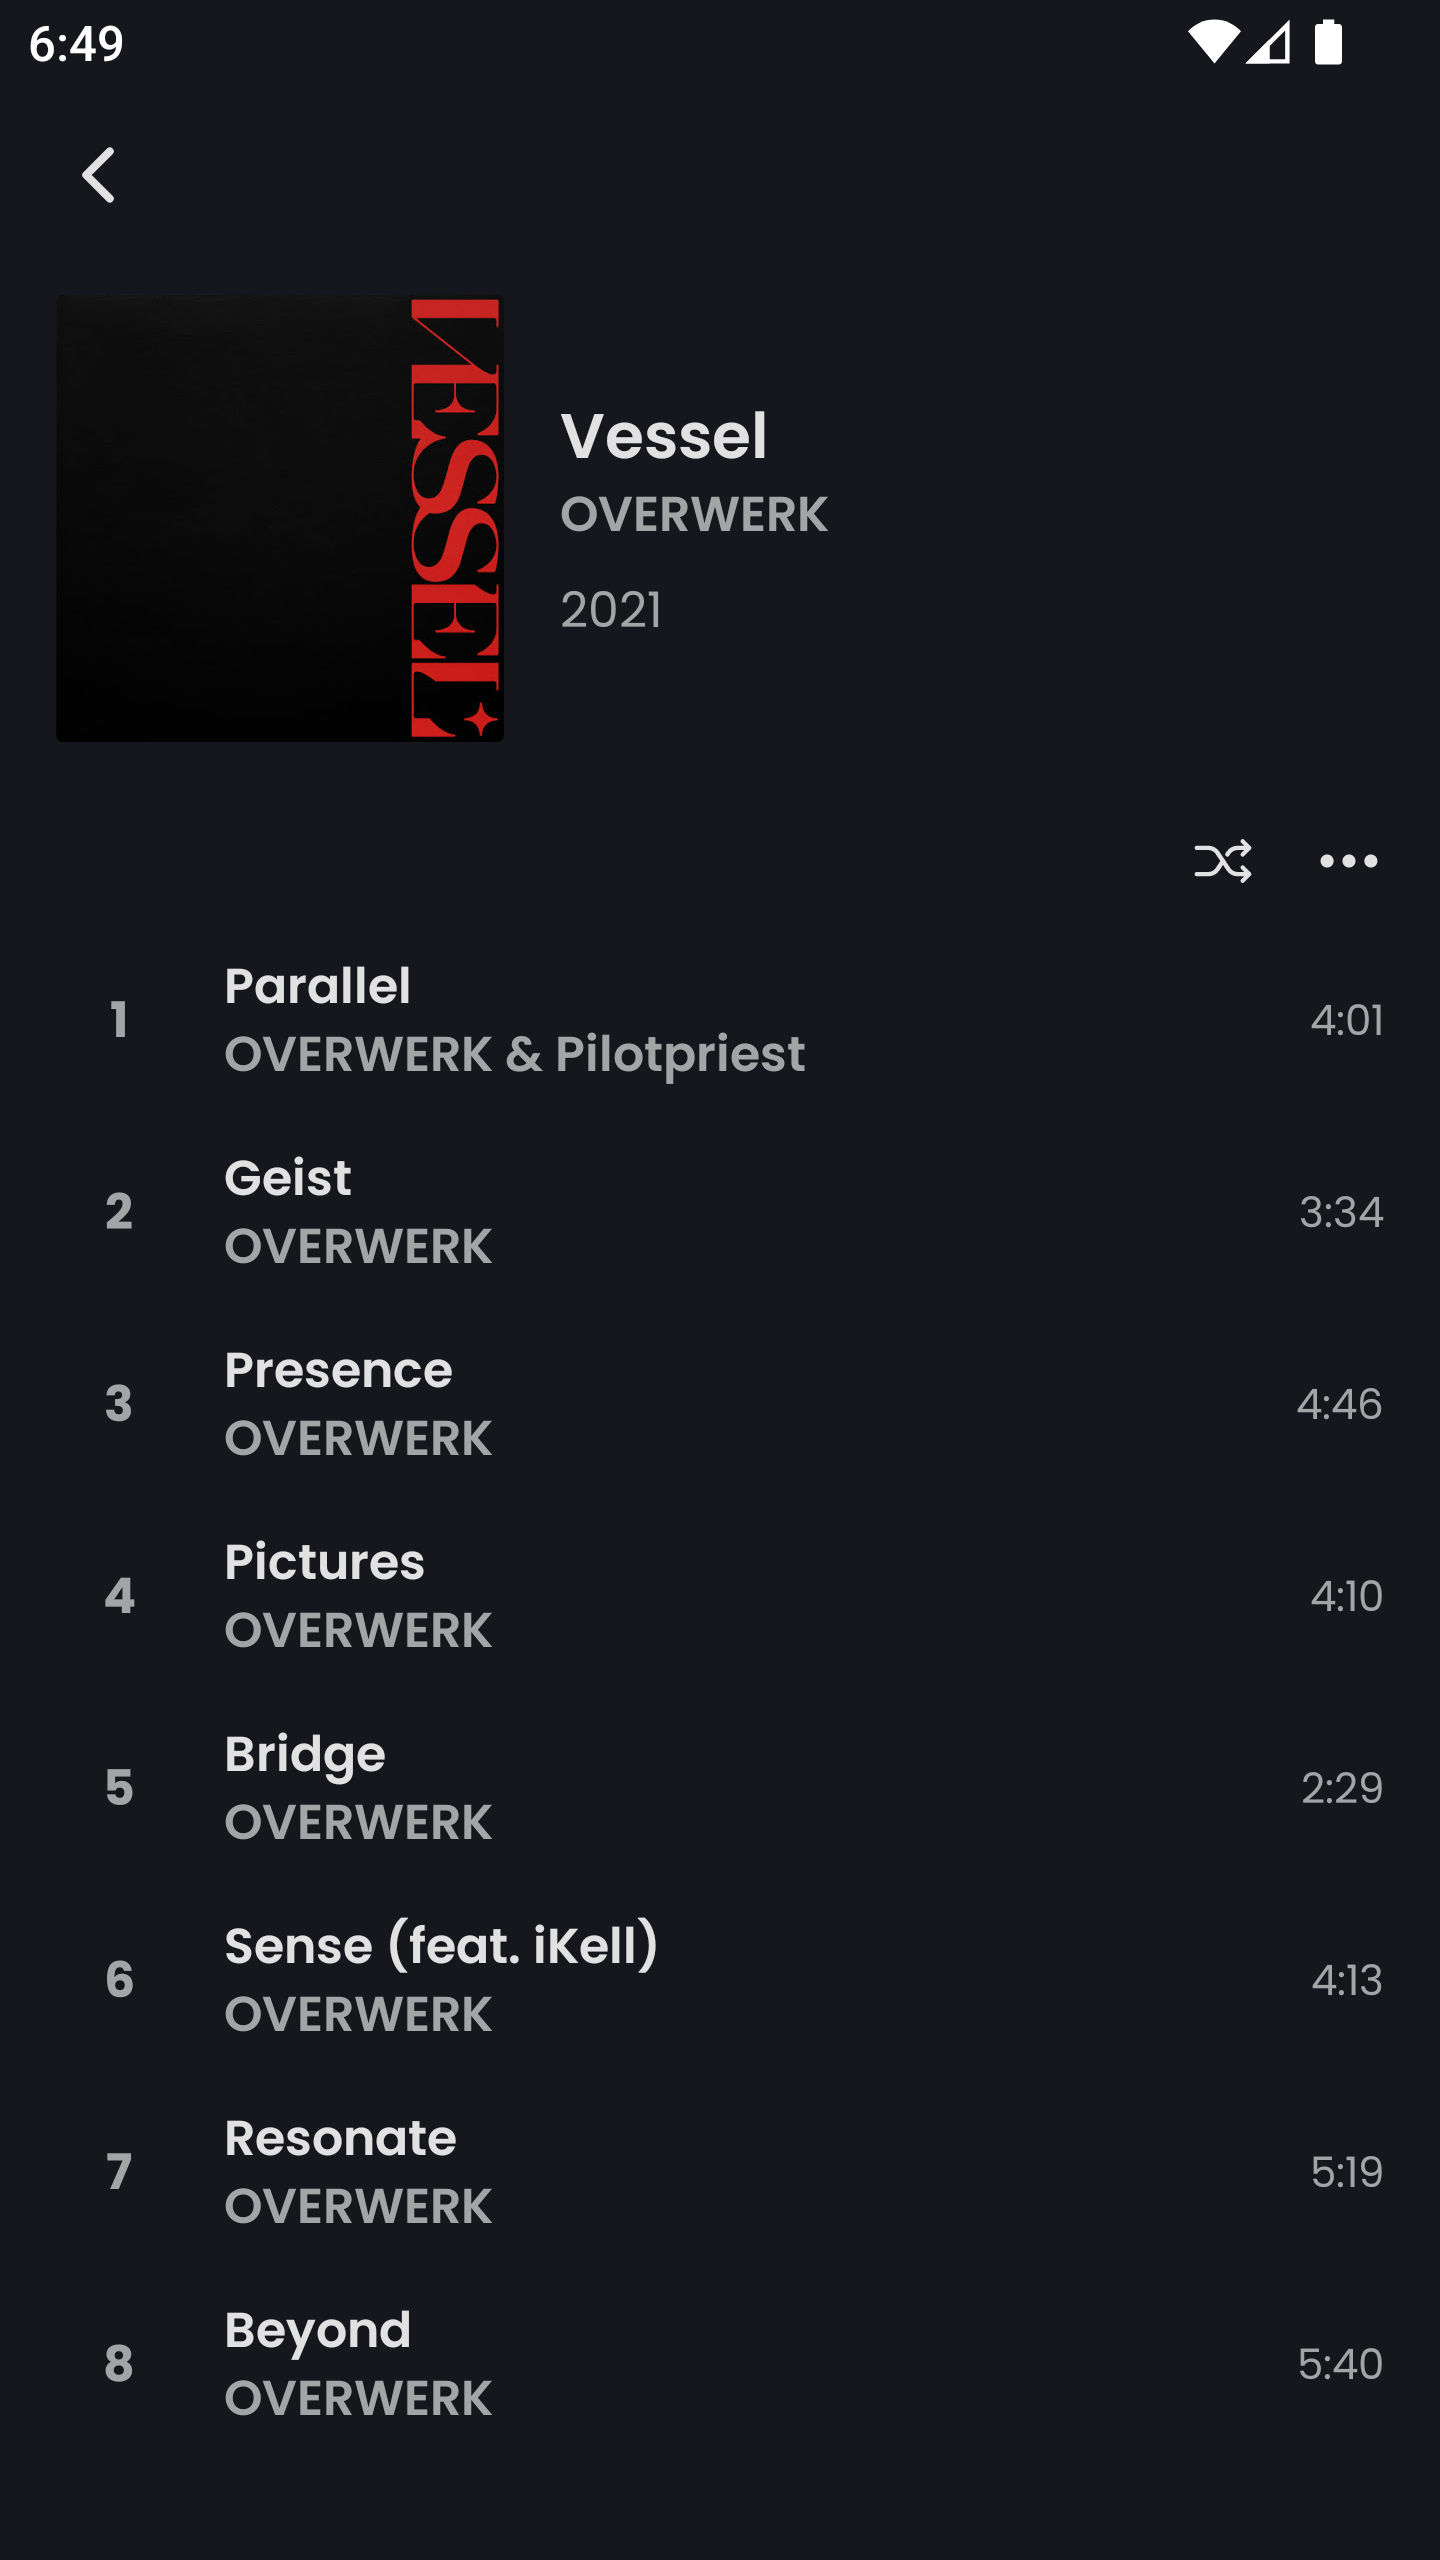 6:49
VESSEL
Vessel
OVERWERK
2021
1
Parallel
OVERWERK & Pilotpriest
4:01
2
Geist
OVERWERK
3:34
3
Presence
OVERWERK
4:46
4
Pictures
OVERWERK
4:10
5
Bridge
OVERWERK
2:29
6
Sense (feat. iKell)
OVERWERK
4:13
7
Resonate
OVERWERK
5:19
8
Beyond
OVERWERK
5:40